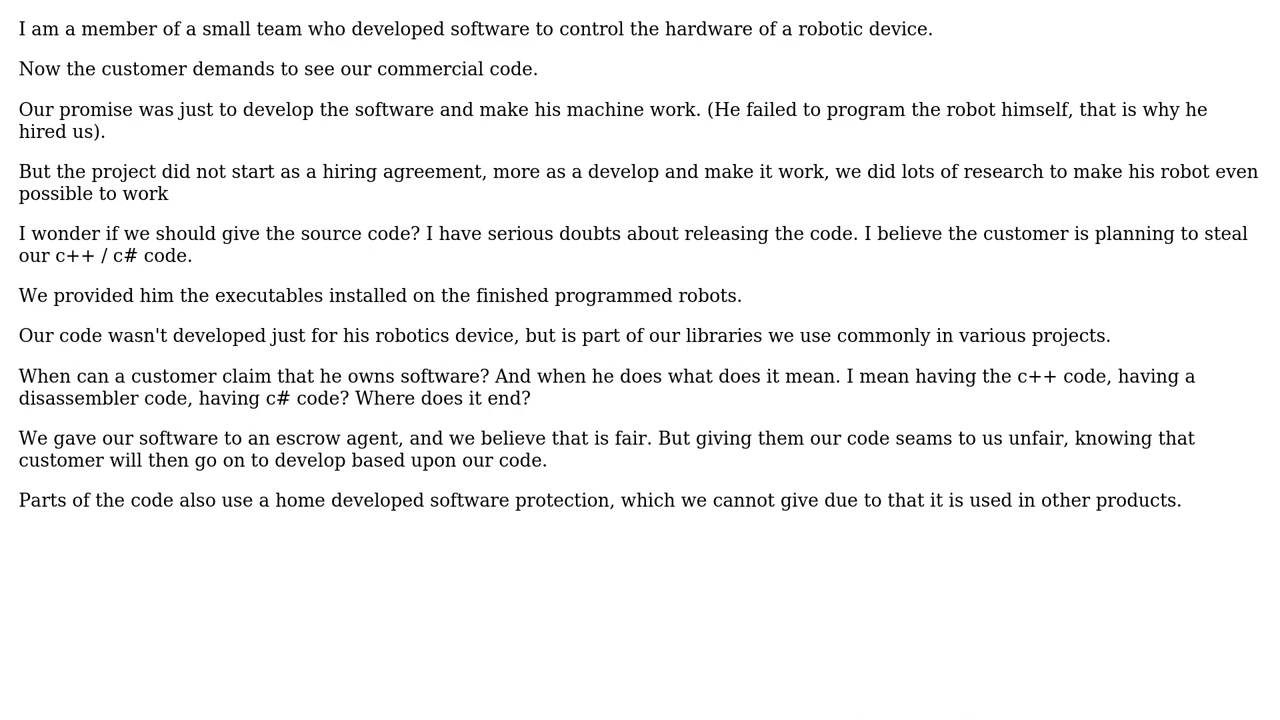 I am a member of a small team who developed software to control the hardware of a robotic device.
Now the customer demands to see our commercial code.
Our promise was just to develop the software and make his machine work. (He failed to program the robot himself, that is why he
hired us).
But the project did not start as a hiring agreement, more as a develop and make it work, we did lots of research to make his robot even
possible to work
I wonder if we should give the source code? I have serious doubts about releasing the code. I believe the customer is planning to steal
our c++ / c# code.
We provided him the executables installed on the finished programmed robots.
Our code wasn't developed just for his robotics device, but is part of our libraries we use commonly in various projects.
When can a customer claim that he owns software? And when he does what does it mean. I mean having the c++ code, having a
disassembler code, having c# code? Where does it end?
We gave our software to an escrow agent, and we believe that is fair. But giving them our code seams to us unfair, knowing that
customer will then go on to develop based upon our code.
Parts of the code also use a home developed software protection, which we cannot give due to that it is used in other products.